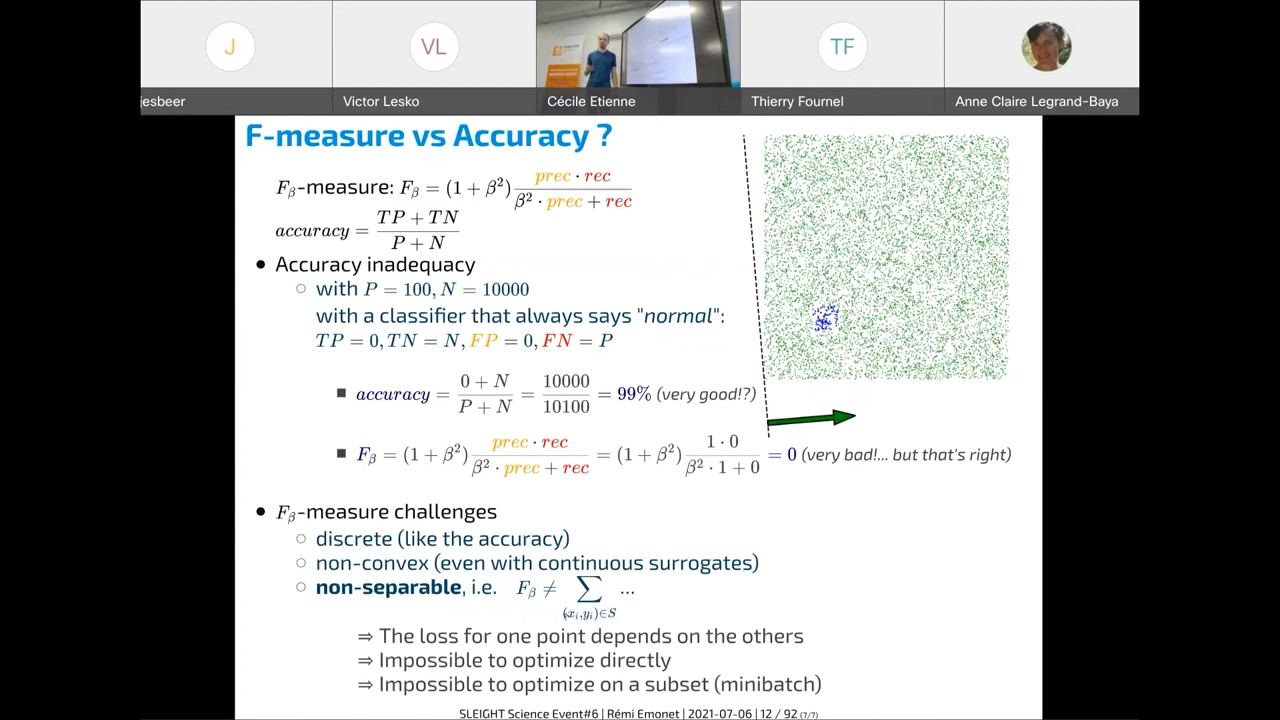 J
VL
TF
jesbeer
Victor Lesko
Cécile Etienne
Thierry Fournel
Anne Claire Legrand-Baya
F-measure vs Accuracy ?
Fβ-measure: Fβ = (1 + β²) prec · rec / β² · prec + rec
accuracy = TP + TN / P + N
● Accuracy inadequacy
○ with P = 100, N = 10000
with a classifier that always says "normal":
TP = 0, TN = N, FP = 0, FN = P
■ accuracy = 0 + N / P + N = 10000 / 10100 = 99% (very good!?)
■ Fβ = (1 + β²) prec · rec / β² · prec + rec = (1 + β²) 1 · 0 / β² · 1 + 0 = 0 (very bad!... but that's right)
● Fβ-measure challenges
○ discrete (like the accuracy)
○ non-convex (even with continuous surrogates)
○ non-separable, i.e. Fβ ≠ ∑ (xᵢ,yᵢ)∈S ...
⇒ The loss for one point depends on the others
⇒ Impossible to optimize directly
⇒ Impossible to optimize on a subset (minibatch)
SLEIGHT Science Event#6 | Rémi Emonet | 2021-07-06 | 12 / 92 (7/7)